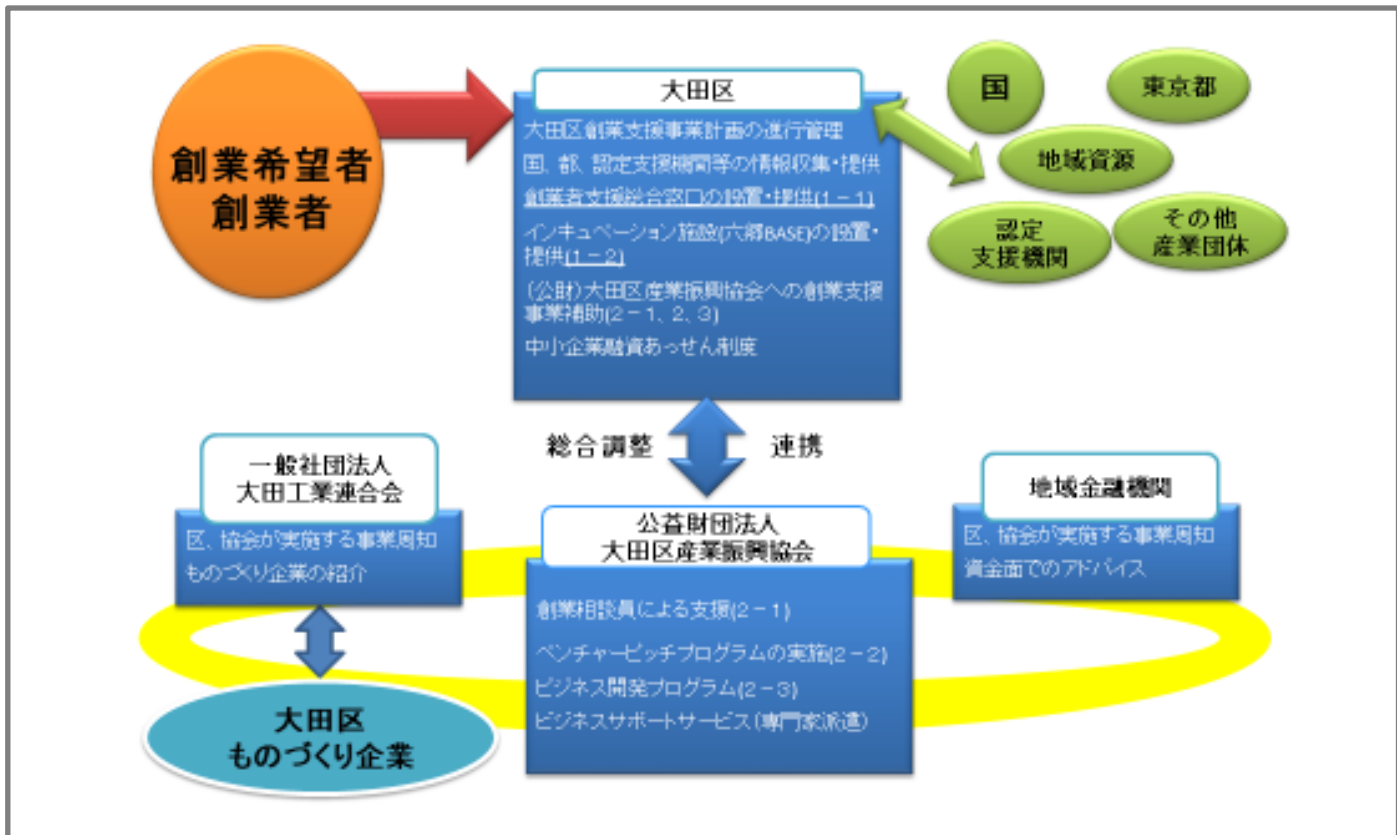 創業希望者
創業者
大田区
大田区創業支援事業計画の進行管理
国、都、認定支援機関等の情報収集・提供
創業者支援総合窓口の設置・提供(1－1)
インキュベーション施設(六郷BASE)の設置・
提供(1－2)
(公財)大田区産業振興協会への創業支援
事業補助(2－1、2、3)
中小企業融資あっせん制度
国
東京都
地域資源
認定
支援機関
その他
産業団体
総合調整
連携
一般社団法人
大田工業連合会
区、協会が実施する事業周知
ものづくり企業の紹介
大田区
ものづくり企業
公益財団法人
大田区産業振興協会
創業相談員による支援(2－1)
ベンチャーピッチプログラムの実施(2－2)
ビジネス開発プログラム(2－3)
ビジネスサポートサービス(専門家派遣)
地域金融機関
区、協会が実施する事業周知
資金面でのアドバイス